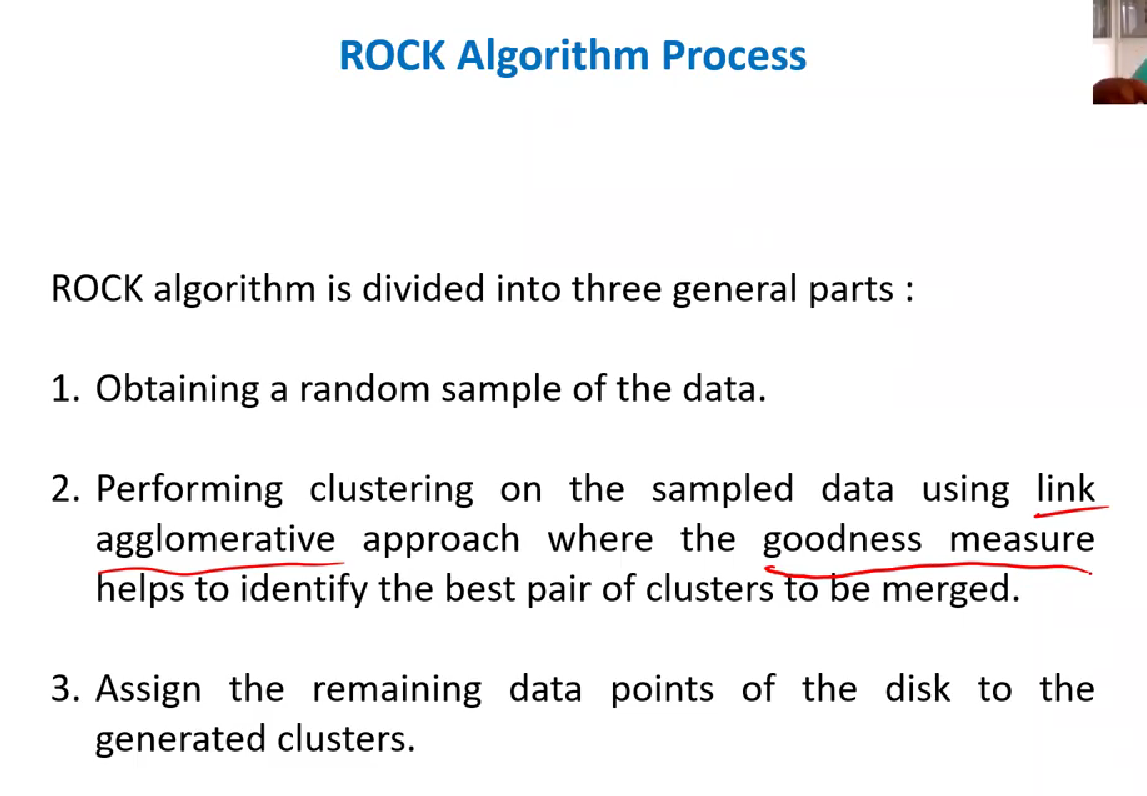 ROCK Algorithm Process
ROCK algorithm is divided into three general parts :
1. Obtaining a random sample of the data.
2. Performing clustering on the sampled data using link
agglomerative approach where the goodness measure
helps to identify the best pair of clusters to be merged.
3. Assign the remaining data points of the disk to the
generated clusters.